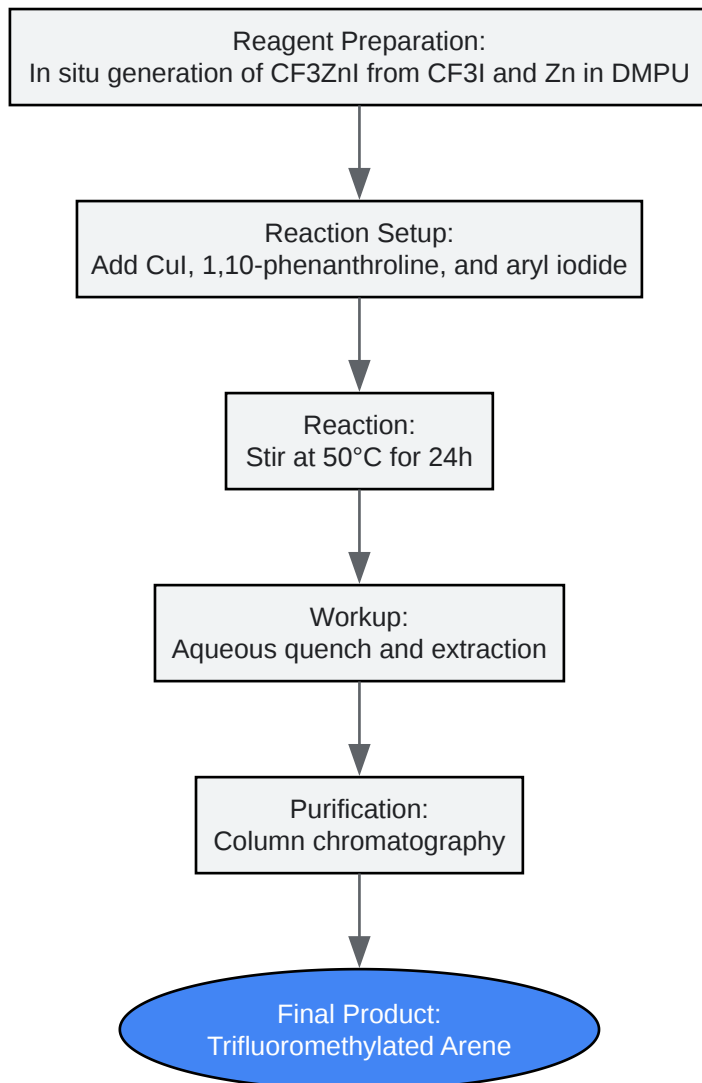 Reagent Preparation:
In situ generation of CF3ZnI from CF3I and Zn in DMPU
Reaction Setup:
Add CuI, 1,10-phenanthroline, and aryl iodide
Reaction:
Stir at 50°C for 24h
Workup:
Aqueous quench and extraction
Purification:
Column chromatography
Final Product:
Trifluoromethylated Arene